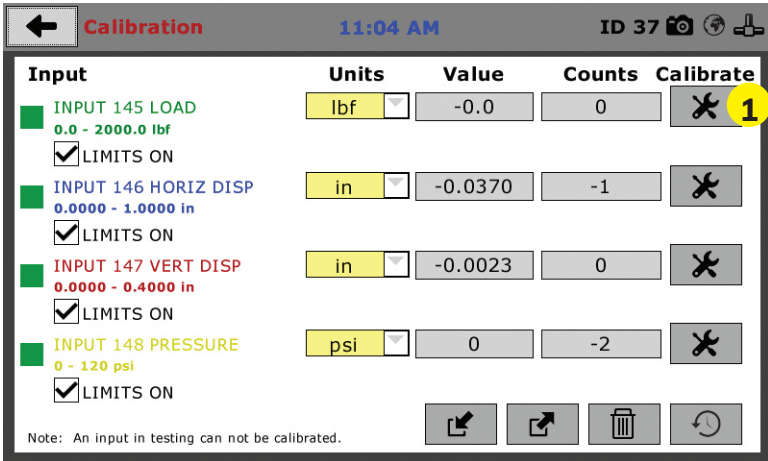 Calibration 11:04 AM ID 37
Input Units Value Counts Calibrate
INPUT 145 LOAD lbf -0.0 0 1
0.0 - 2000.0 lbf
LIMITS ON
INPUT 146 HORIZ DISP in -0.0370 -1
0.0000 - 1.0000 in
LIMITS ON
INPUT 147 VERT DISP in -0.0023 0
0.0000 - 0.4000 in
LIMITS ON
INPUT 148 PRESSURE psi 0 -2
0 - 120 psi
LIMITS ON
Note: An input in testing can not be calibrated.